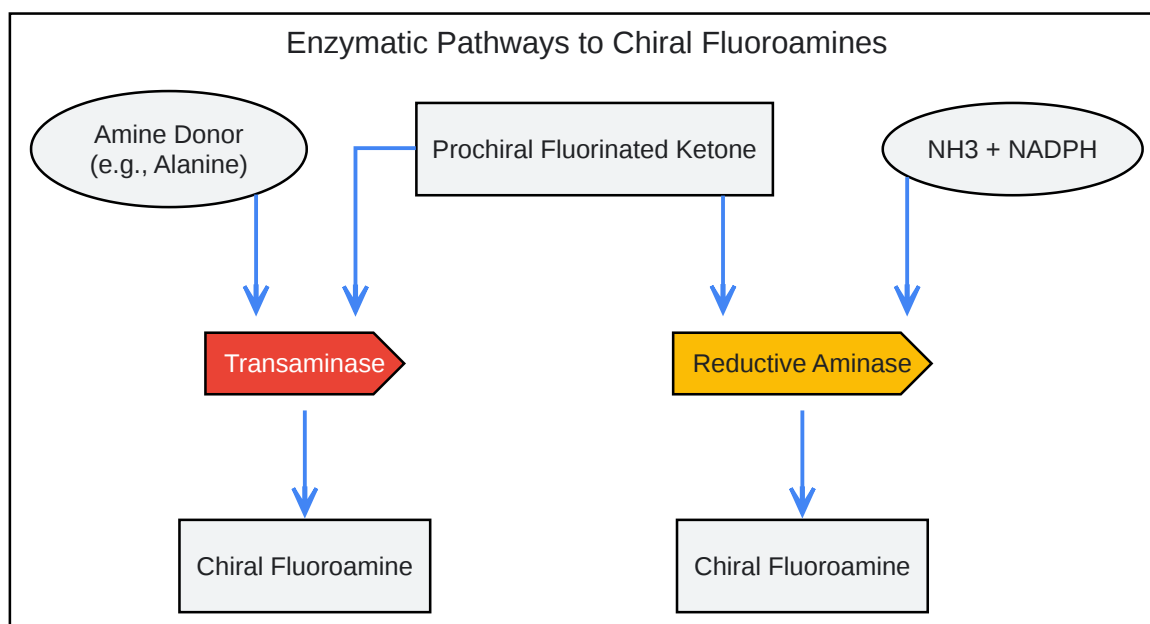 Enzymatic Pathways to Chiral Fluoroamines
Amine Donor
(e.g., Alanine)
Prochiral Fluorinated Ketone
NH3 + NADPH
Transaminase
Reductive Aminase
Chiral Fluoroamine
Chiral Fluoroamine